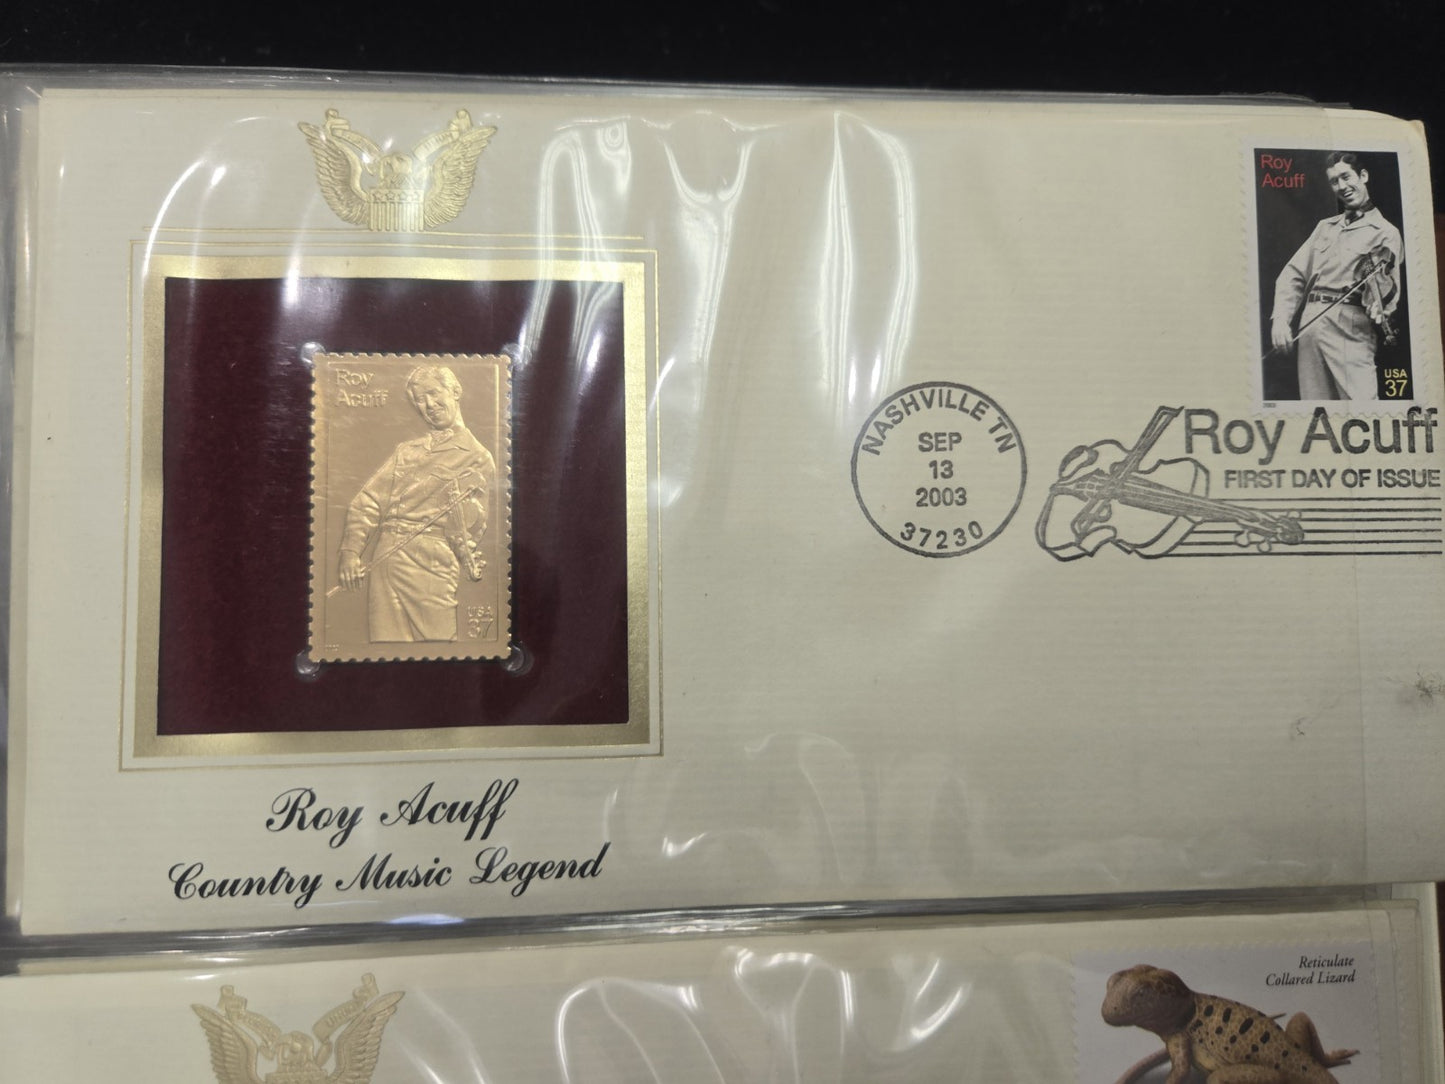 Roy
Acuff
USA
37
Roy Acuff
Country Music Legend
NASHVILLE TN
SEP
13
2003
37230
Roy
Acuff
USA
37
2003
Roy Acuff
FIRST DAY OF ISSUE
Reticulate
Collared Lizard